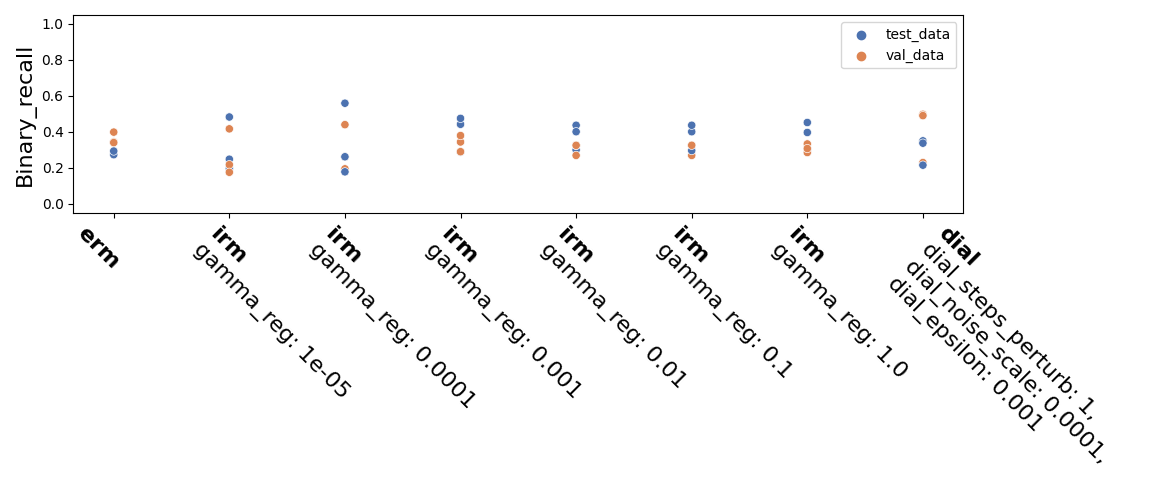 1.0
0.8
0.6
0.4
0.2
0.0
Binary_recall
test_data
val_data
erm
irm
gamma_reg: 1e-05
irm
gamma_reg: 0.0001
irm
gamma_reg: 0.001
irm
gamma_reg: 0.01
irm
gamma_reg: 0.1
irm
gamma_reg: 1.0
dial
dial_steps_perturb: 1,
dial_noise_scale: 0.0001,
dial_epsilon: 0.001